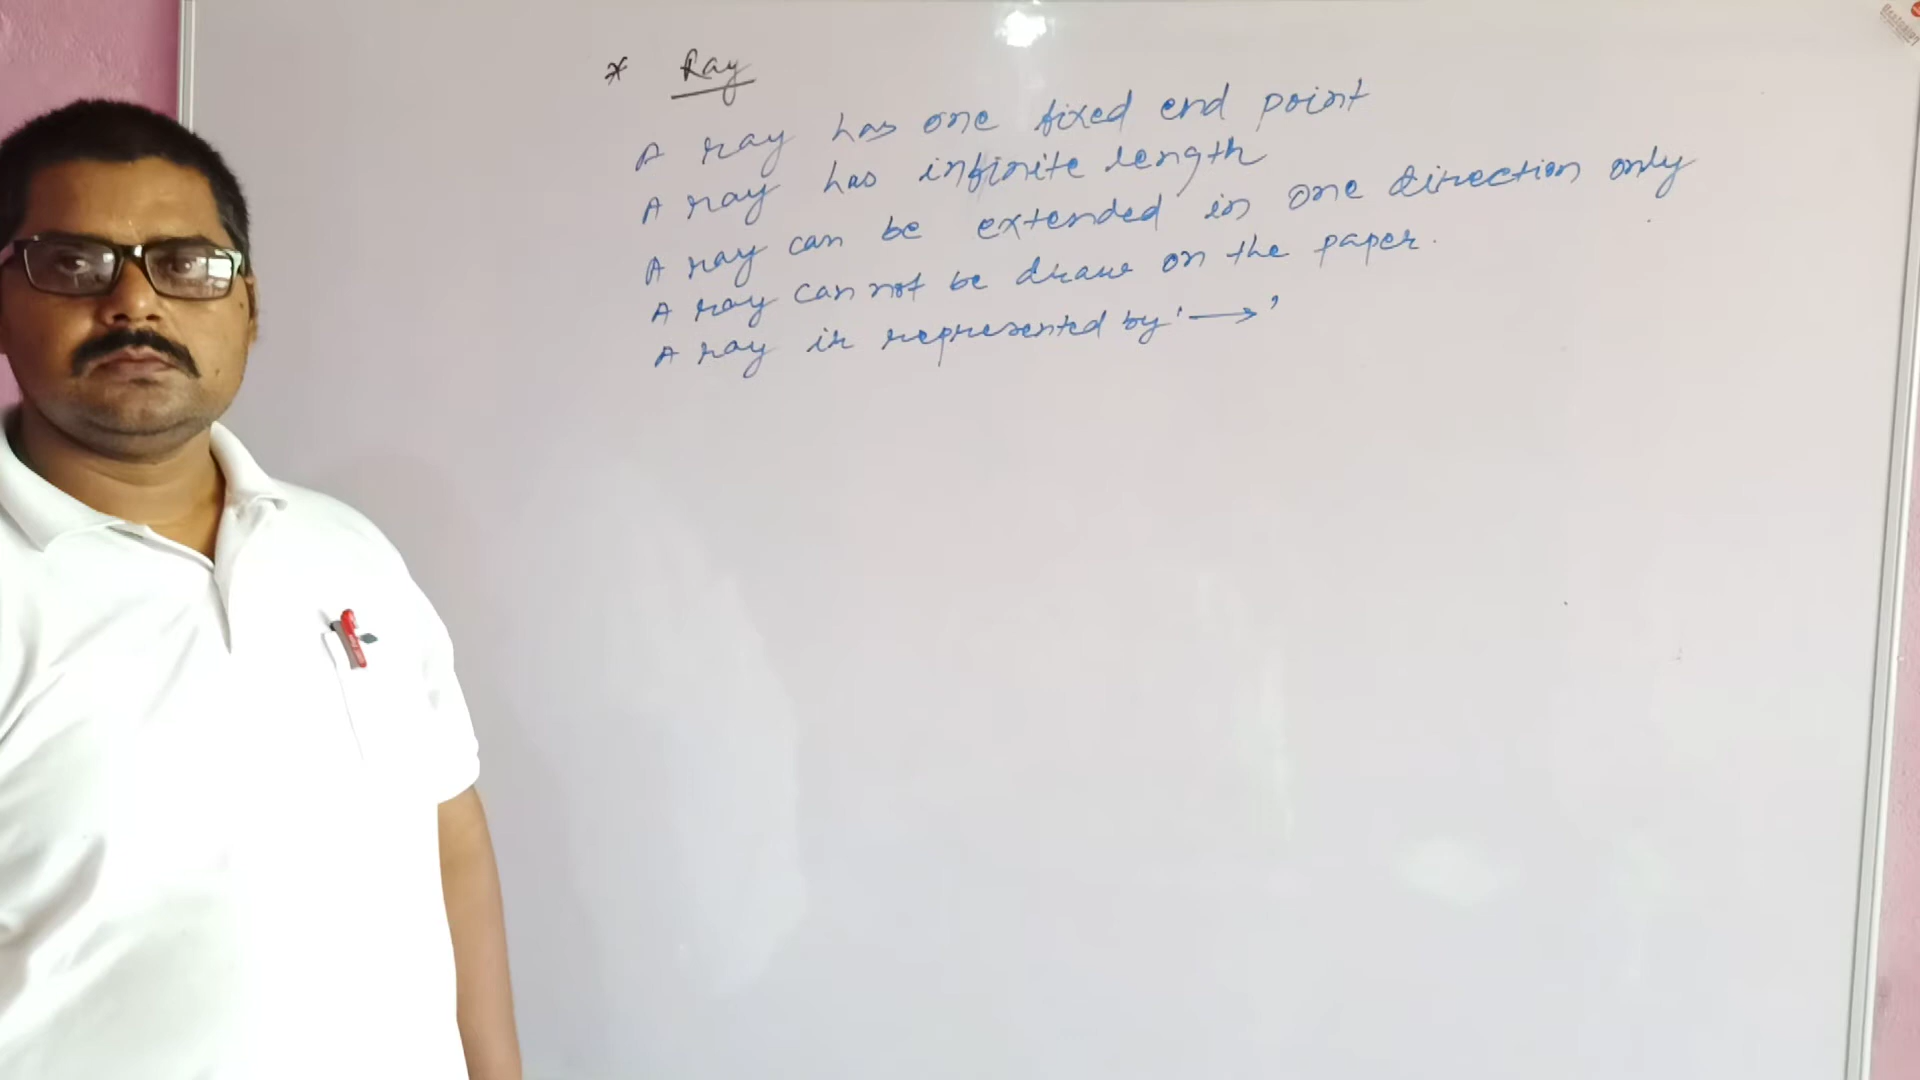 * Ray
A ray has one fixed end point
A ray has infinite length
A ray can be extended in one direction only
A ray can not be draw on the paper.
A ray is represented by '⟶'